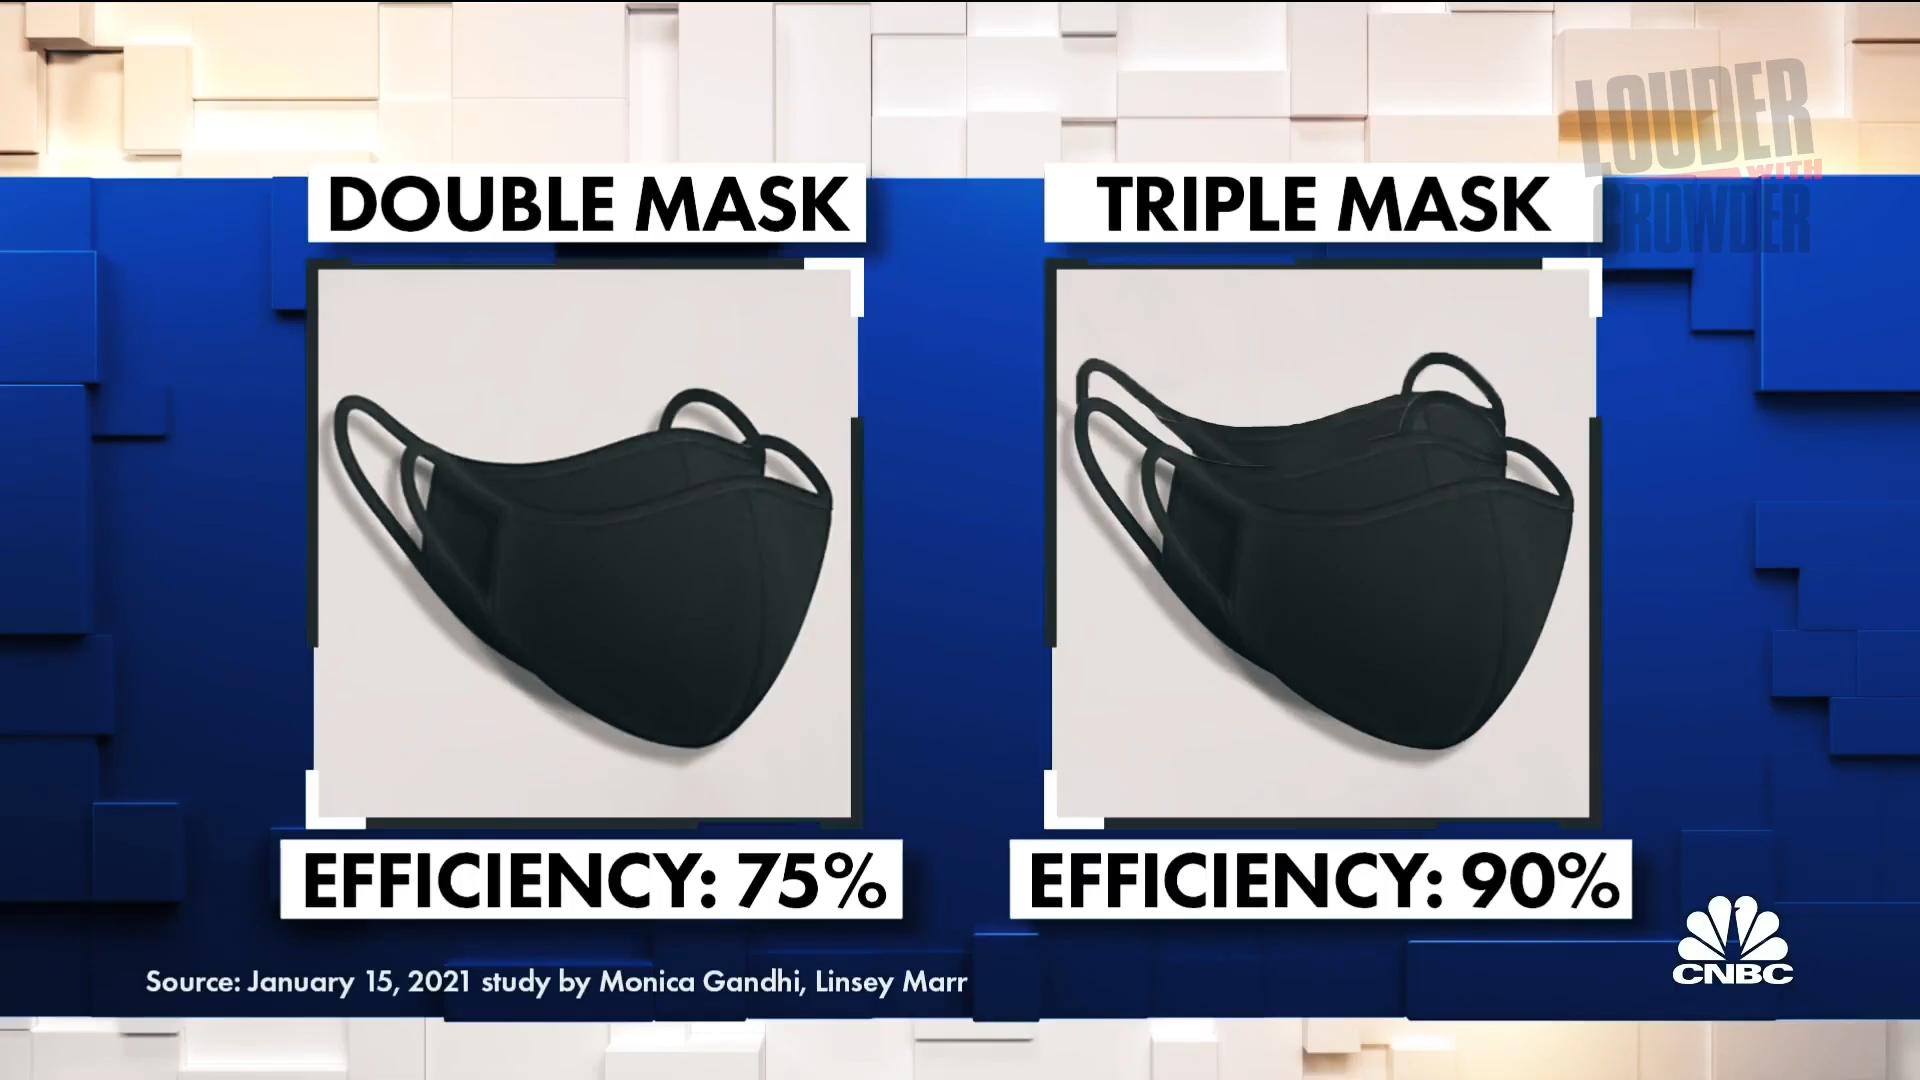 LOUDER
WITH
CROWDER
DOUBLE MASK
TRIPLE MASK
EFFICIENCY: 75%
EFFICIENCY: 90%
Source: January 15, 2021 study by Monica Gandhi, Linsey Marr
CNBC